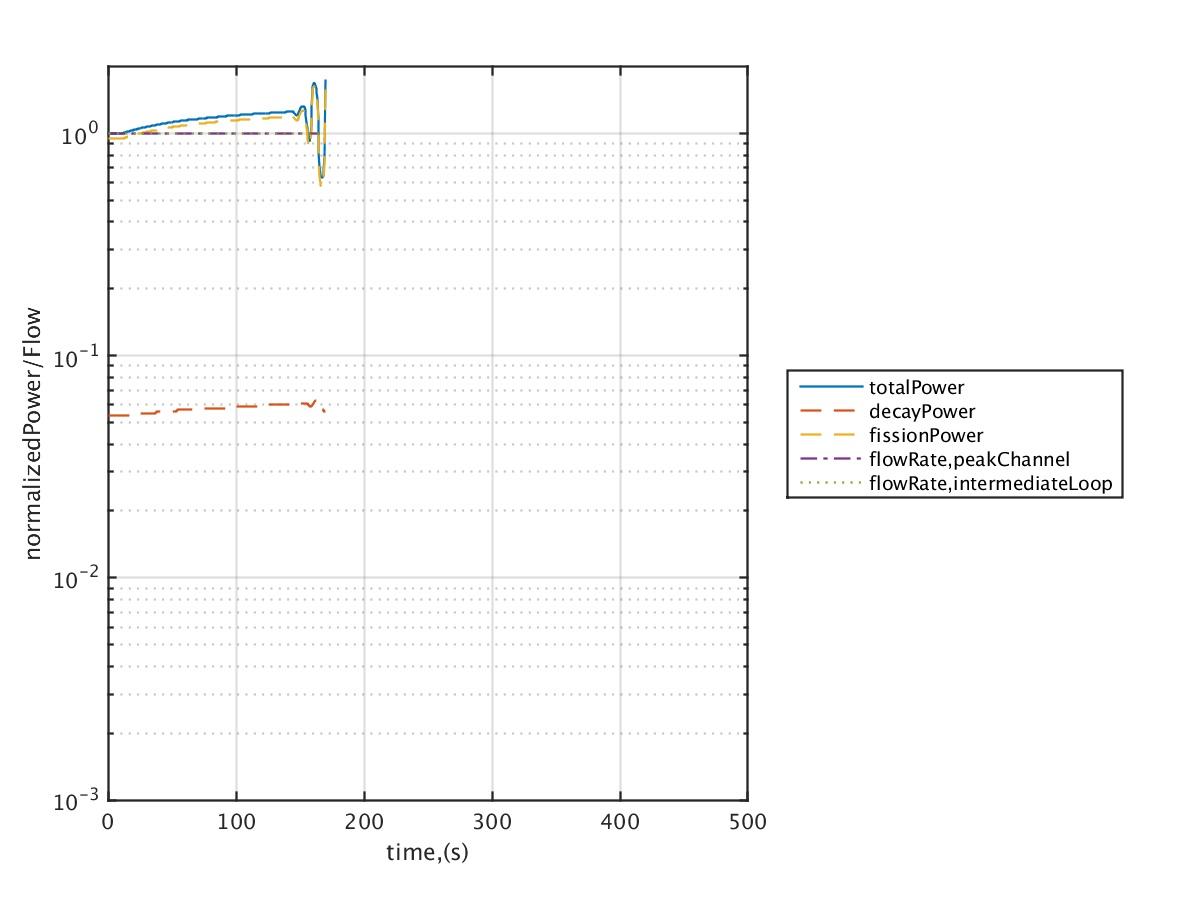 10^0
10^-1
10^-2
10^-3
normalizedPower/Flow
0 100 200 300 400 500
time,(s)
totalPower
decayPower
fissionPower
flowRate,peakChannel
flowRate,intermediateLoop